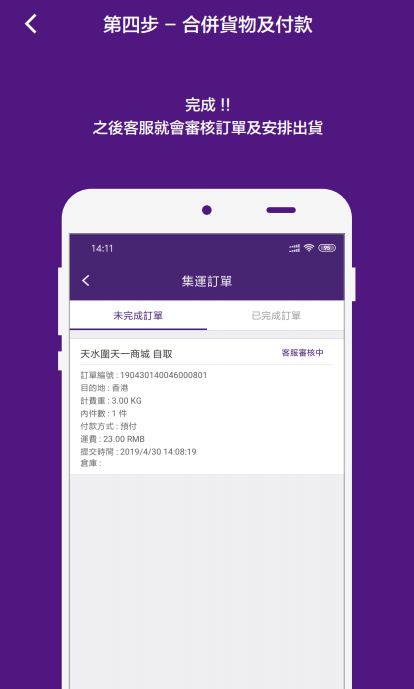 第四步 – 合併貨物及付款
完成 !!
之後客服就會審核訂單及安排出貨
14:11
95
集運訂單
未完成訂單
已完成訂單
天水圍天一商城 自取
客服審核中
訂單編號 : 190430140046000801
目的地 : 香港
計費重 : 3.00 KG
內件數 : 1 件
付款方式 : 預付
運費 : 23.00 RMB
提交時間 : 2019/4/30 14:08:19
倉庫 :